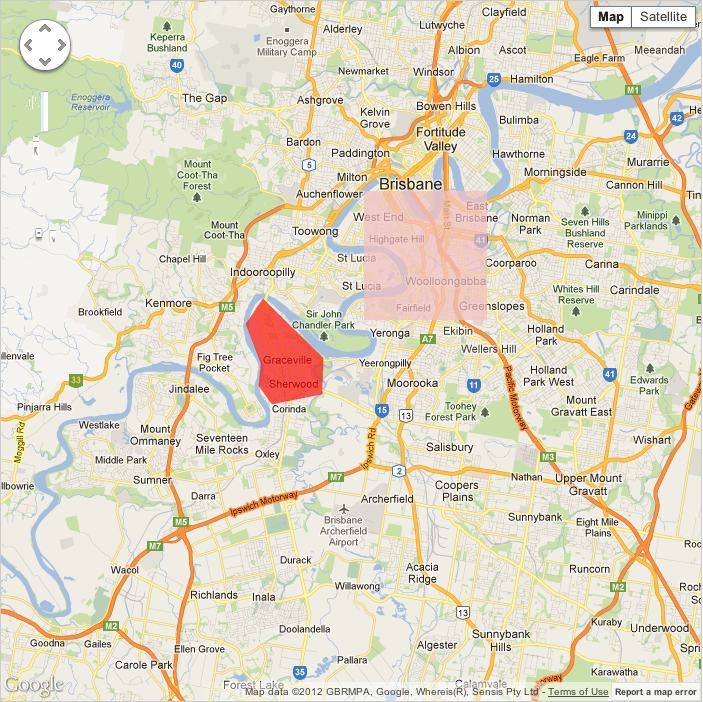 Gaythorne
Clayfield
Map
Satellite
Keperra
Bushland
Alderley
Lutwyche
Enoggera
Military Camp
Albion
Ascot
Meeandah
Eagle Farm
40
Newmarket
Windsor
25
Hamilton
M1
Enoggera
Reservoir
The Gap
Ashgrove
Bowen Hills
Kelvin
Grove
Bulimba
42
Fortitude
Valley
24
Bardon
Paddington
Hawthorne
Murarrie
5
Mount
Coot-Tha
Forest
Milton
Morningside
Auchenflower
Brisbane
Cannon Hill
West End
Main St
East
Brisbane
Norman
Park
Seven Hills
Bushland
Reserve
Minippi
Parklands
Mount
Coot-Tha
Toowong
Highgate Hill
41
Chapel Hill
St Lucia
Coorparoo
Carina
Indooroopilly
St Lucia
Woolloongabba
Whites Hill
Reserve
Carindale
Kenmore
M5
Fairfield
Greenslopes
Brookfield
Sir John
Chandler Park
Yeronga
Ekibin
Holland
Park
A7
Wellers Hill
Fig Tree
Pocket
Graceville
Yeerongpilly
Holland
Park West
33
Sherwood
Moorooka
11
41
Edwards
Park
Jindalee
Pinjarra Hills
Corinda
15
13
Toohey
Forest Park
Pacific Motorway
Mount
Gravatt East
Moggill Rd
Westlake
Mount
Ommaney
Seventeen
Mile Rocks
Ipswich Rd
Salisbury
Wishart
Middle Park
Oxley
M3
Sumner
M7
2
Nathan
Upper Mount
Gravatt
Darra
Ipswich Motorway
Archerfield
Coopers
Plains
M5
Brisbane
Archerfield
Airport
Sunnybank
Eight Mile
Plains
M7
Wacol
Durack
Acacia
Ridge
Runcorn
Richlands
Inala
Willawong
M2
13
Kuraby
M2
Doolandella
Sunnybank
Hills
Underwood
Goodna
Gailes
Ellen Grove
Algester
Carole Park
Pallara
35
Karawatha
Forest Lake
Calamvale
Google
Map data ©2012 GBRMPA, Google, Whereis(R), Sensis Pty Ltd - Terms of Use
Report a map error